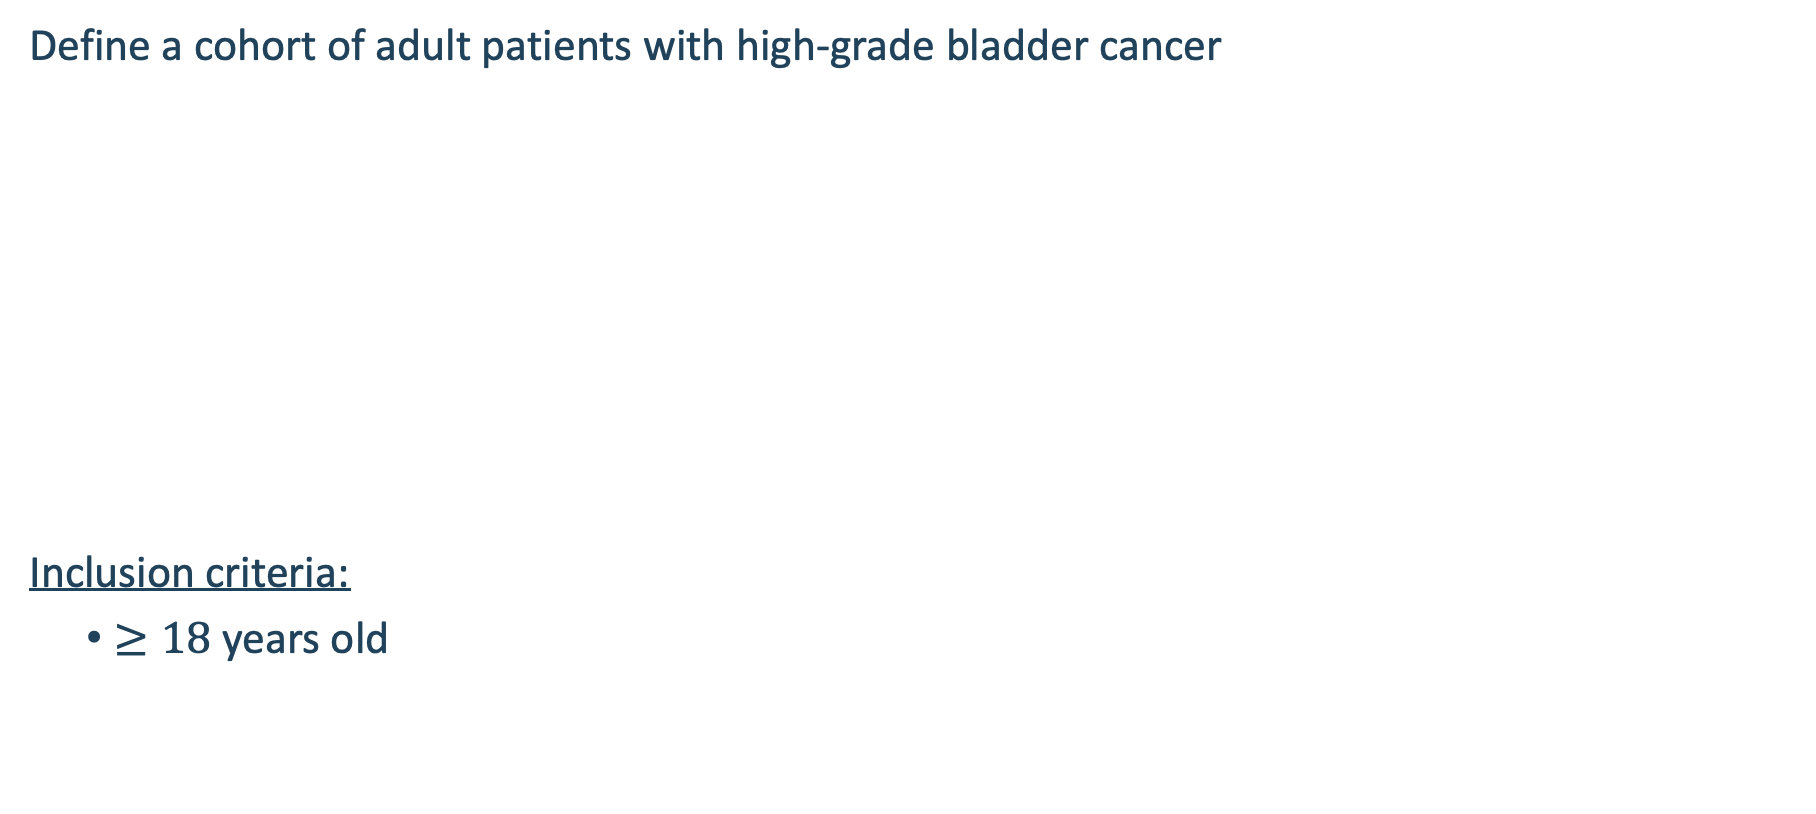 Define a cohort of adult patients with high-grade bladder cancer
Inclusion criteria:
• ≥ 18 years old